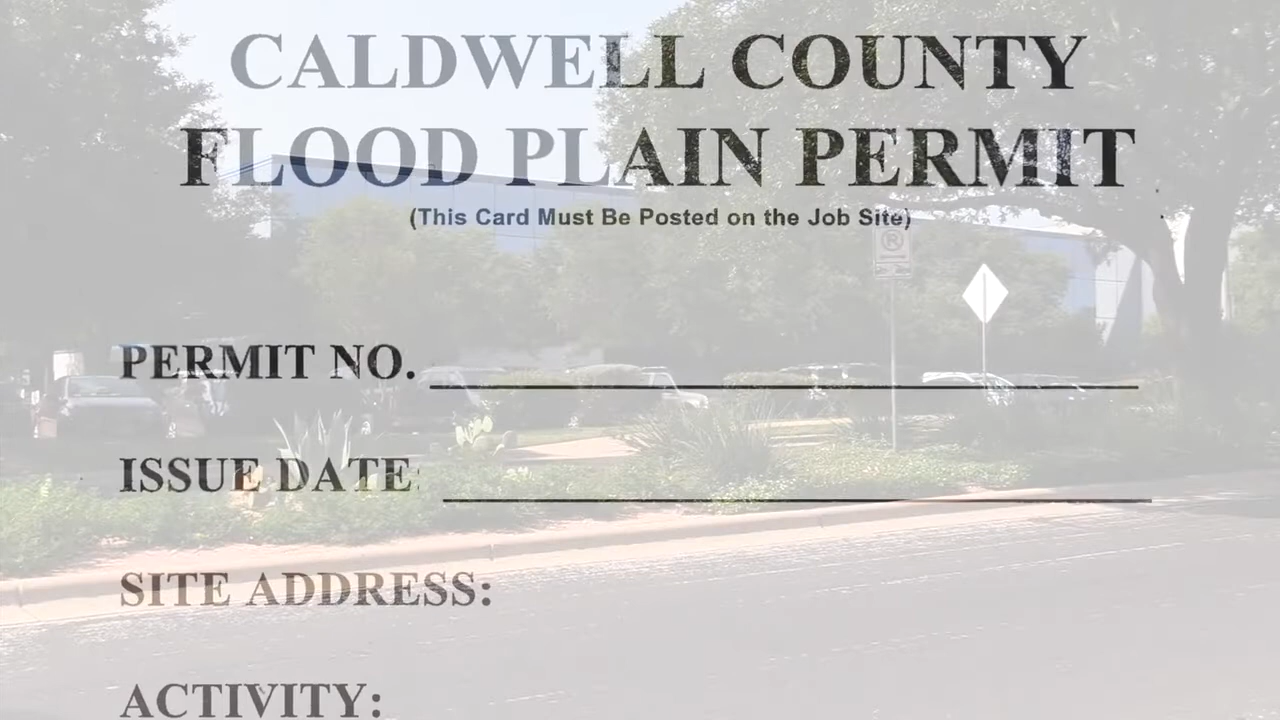 CALDWELL COUNTY
FLOOD PLAIN PERMIT
(This Card Must Be Posted on the Job Site)
PERMIT NO.
ISSUE DATE:
SITE ADDRESS:
ACTIVITY: